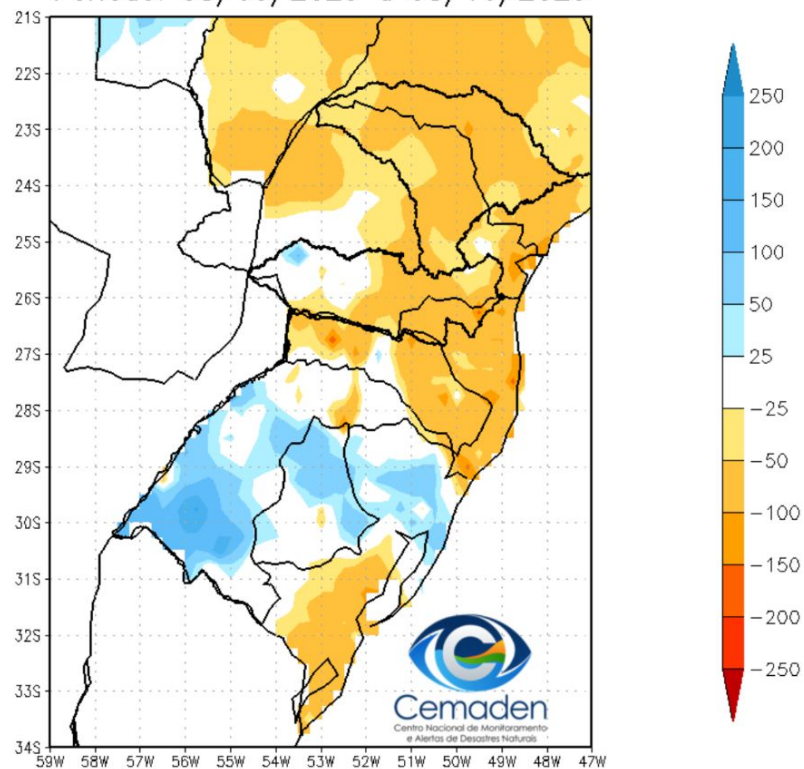 21S
22S
23S
24S
25S
26S
27S
28S
29S
30S
31S
32S
33S
34S
59W 58W 57W 56W 55W 54W 53W 52W 51W 50W 49W 48W 47W
250
200
150
100
50
25
-25
-50
-100
-150
-200
-250
Cemaden
Centro Nacional de Monitoramento
e Alertas de Desastres Naturais